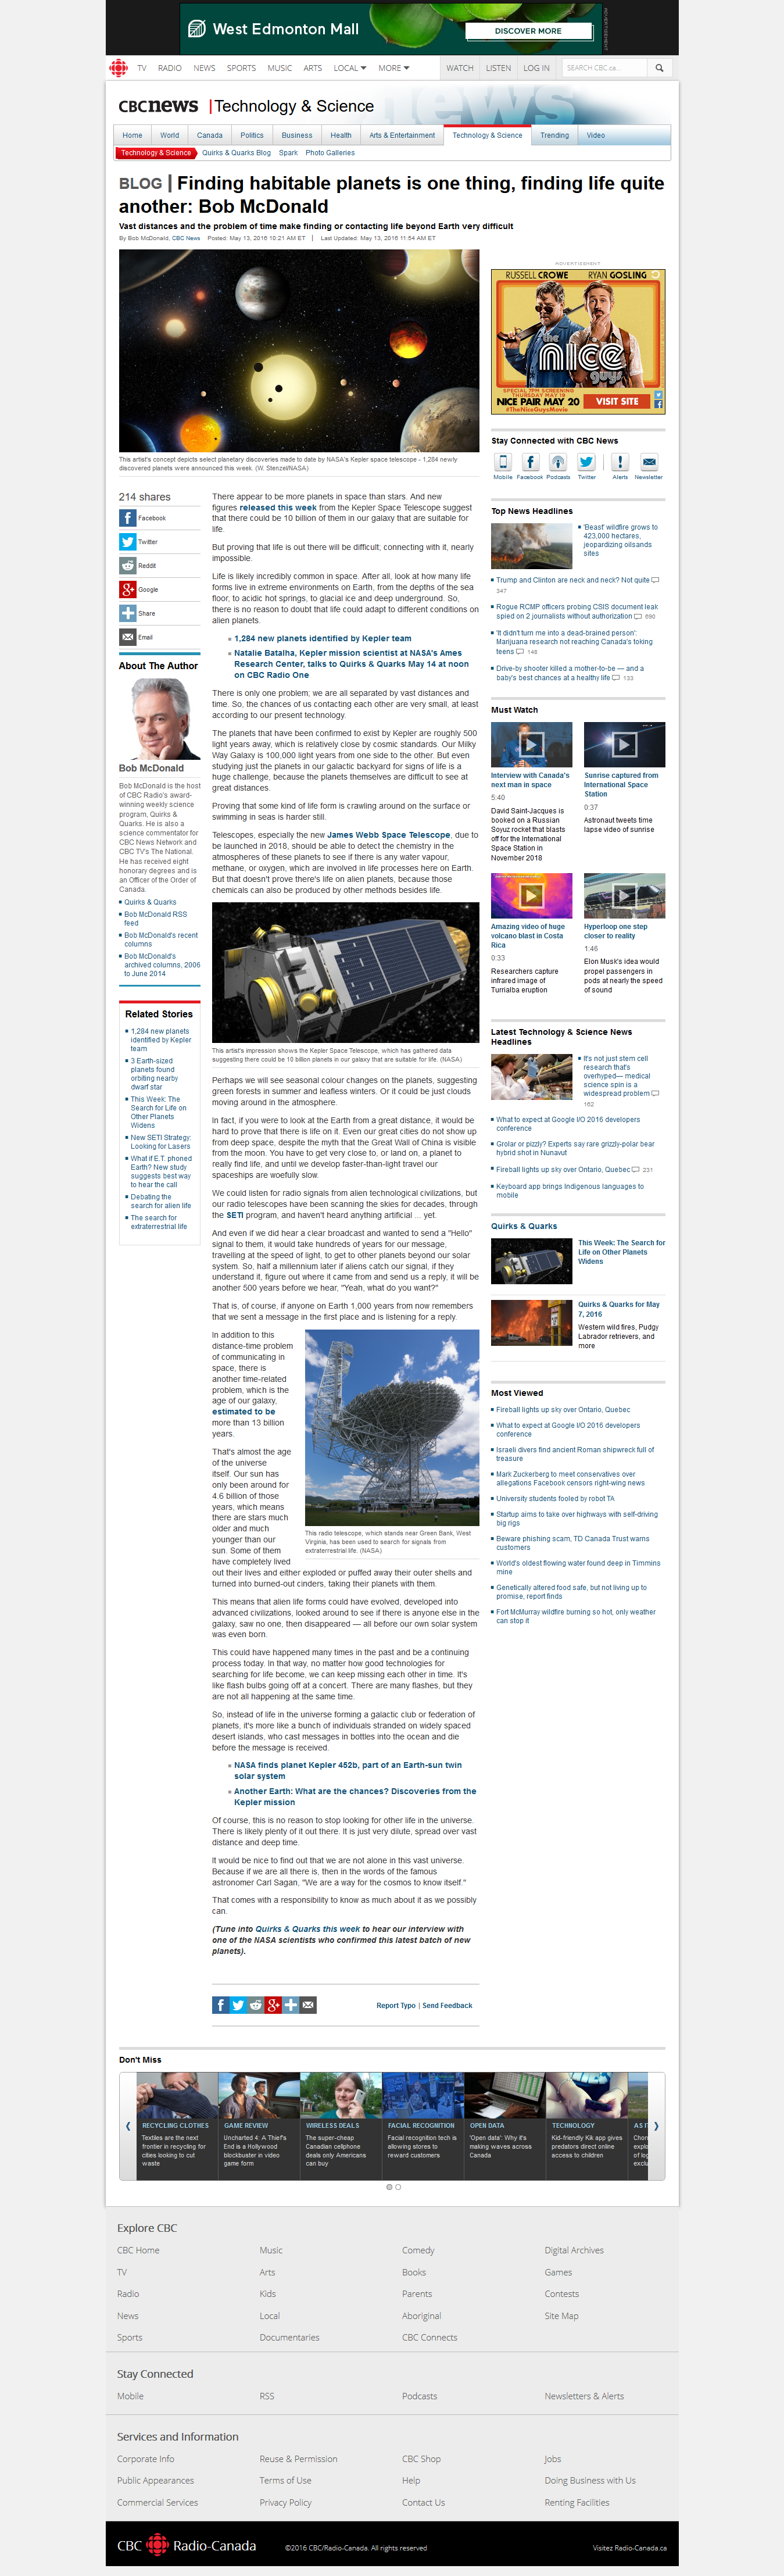 West Edmonton Mall
DISCOVER MORE
ADVERTISEMENT
TV RADIO NEWS SPORTS MUSIC ARTS LOCAL MORE WATCH LISTEN LOG IN SEARCH CBC.ca...
CBCnews | Technology & Science
Home World Canada Politics Business Health Arts & Entertainment Technology & Science Trending Video
Technology & Science Quirks & Quarks Blog Spark Photo Galleries
BLOG | Finding habitable planets is one thing, finding life quite
another: Bob McDonald
Vast distances and the problem of time make finding or contacting life beyond Earth very difficult
By Bob McDonald, CBC News Posted: May 13, 2016 10:21 AM ET | Last Updated: May 13, 2016 11:54 AM ET
This artist's concept depicts select planetary discoveries made to date by NASA's Kepler space telescope - 1,284 newly
discovered planets were announced this week. (W. Stenzel/NASA)
214 shares
Facebook
Twitter
Reddit
Google
Share
Email
About The Author
Bob McDonald
Bob McDonald is the host
of CBC Radio's award-
winning weekly science
program, Quirks &
Quarks. He is also a
science commentator for
CBC News Network and
CBC TV's The National.
He has received eight
honorary degrees and is
an Officer of the Order of
Canada.
Quirks & Quarks
Bob McDonald RSS
feed
Bob McDonald's recent
columns
Bob McDonald's
archived columns, 2006
to June 2014
Related Stories
1,284 new planets
identified by Kepler
team
3 Earth-sized
planets found
orbiting nearby
dwarf star
This Week: The
Search for Life on
Other Planets
Widens
New SETI Strategy:
Looking for Lasers
What if E.T. phoned
Earth? New study
suggests best way
to hear the call
Debating the
search for alien life
The search for
extraterrestrial life
There appear to be more planets in space than stars. And new
figures released this week from the Kepler Space Telescope suggest
that there could be 10 billion of them in our galaxy that are suitable for
life.
But proving that life is out there will be difficult; connecting with it, nearly
impossible.
Life is likely incredibly common in space. After all, look at how many life
forms live in extreme environments on Earth, from the depths of the sea
floor, to acidic hot springs, to glacial ice and deep underground. So,
there is no reason to doubt that life could adapt to different conditions on
alien planets.
1,284 new planets identified by Kepler team
Natalie Batalha, Kepler mission scientist at NASA's Ames
Research Center, talks to Quirks & Quarks May 14 at noon
on CBC Radio One
There is only one problem; we are all separated by vast distances and
time. So, the chances of us contacting each other are very small, at least
according to our present technology.
The planets that have been confirmed to exist by Kepler are roughly 500
light years away, which is relatively close by cosmic standards. Our Milky
Way Galaxy is 100,000 light years from one side to the other. But even
studying just the planets in our galactic backyard for signs of life is a
huge challenge, because the planets themselves are difficult to see at
great distances.
Proving that some kind of life form is crawling around on the surface or
swimming in seas is harder still.
Telescopes, especially the new James Webb Space Telescope, due to
be launched in 2018, should be able to detect the chemistry in the
atmospheres of these planets to see if there is any water vapour,
methane, or oxygen, which are involved in life processes here on Earth.
But that doesn't prove there's life on alien planets, because those
chemicals can also be produced by other methods besides life.
This artist's impression shows the Kepler Space Telescope, which has gathered data
suggesting there could be 10 billion planets in our galaxy that are suitable for life. (NASA)
Perhaps we will see seasonal colour changes on the planets, suggesting
green forests in summer and leafless winters. Or it could be just clouds
moving around in the atmosphere.
In fact, if you were to look at the Earth from a great distance, it would be
hard to prove that there is life on it. Even our great cities do not show up
from deep space, despite the myth that the Great Wall of China is visible
from the moon. You have to get very close to, or land on, a planet to
really find life, and until we develop faster-than-light travel our
spaceships are woefully slow.
We could listen for radio signals from alien technological civilizations, but
our radio telescopes have been scanning the skies for decades, through
the SETI program, and haven't heard anything artificial ... yet.
And even if we did hear a clear broadcast and wanted to send a "Hello"
signal to them, it would take hundreds of years for our message,
travelling at the speed of light, to get to other planets beyond our solar
system. So, half a millennium later if aliens catch our signal, if they
understand it, figure out where it came from and send us a reply, it will be
another 500 years before we hear, "Yeah, what do you want?"
That is, of course, if anyone on Earth 1,000 years from now remembers
that we sent a message in the first place and is listening for a reply.
In addition to this
distance-time problem
of communicating in
space, there is
another time-related
problem, which is the
age of our galaxy,
estimated to be
more than 13 billion
years.
That's almost the age
of the universe
itself. Our sun has
only been around for
4.6 billion of those
years, which means
there are stars much
older and much
younger than our
sun. Some of them
have completely lived
out their lives and either exploded or puffed away their outer shells and
turned into burned-out cinders, taking their planets with them.
This radio telescope, which stands near Green Bank, West
Virginia, has been used to search for signals from
extraterrestrial life. (NASA)
This means that alien life forms could have evolved, developed into
advanced civilizations, looked around to see if there is anyone else in the
galaxy, saw no one, then disappeared — all before our own solar system
was even born.
This could have happened many times in the past and be a continuing
process today. In that way, no matter how good technologies for
searching for life become, we can keep missing each other in time. It's
like flash bulbs going off at a concert. There are many flashes, but they
are not all happening at the same time.
So, instead of life in the universe forming a galactic club or federation of
planets, it's more like a bunch of individuals stranded on widely spaced
desert islands, who cast messages in bottles into the ocean and die
before the message is received.
NASA finds planet Kepler 452b, part of an Earth-sun twin
solar system
Another Earth: What are the chances? Discoveries from the
Kepler mission
Of course, this is no reason to stop looking for other life in the universe.
There is likely plenty of it out there. It is just very dilute, spread over vast
distance and deep time.
It would be nice to find out that we are not alone in this vast universe.
Because if we are all there is, then in the words of the famous
astronomer Carl Sagan, "We are a way for the cosmos to know itself."
That comes with a responsibility to know as much about it as we possibly
can.
(Tune into Quirks & Quarks this week to hear our interview with
one of the NASA scientists who confirmed this latest batch of new
planets).
Report Typo | Send Feedback
ADVERTISEMENT
RUSSELL CROWE RYAN GOSLING
the nice guys
SPECIAL 7PM SCREENING
THURSDAY MAY 19
NICE PAIR MAY 20 VISIT SITE
#TheNiceGuysMovie
Stay Connected with CBC News
Mobile Facebook Podcasts Twitter Alerts Newsletter
Top News Headlines
'Beast' wildfire grows to
423,000 hectares,
jeopardizing oilsands
sites
Trump and Clinton are neck and neck? Not quite
347
Rogue RCMP officers probing CSIS document leak
spied on 2 journalists without authorization 690
'It didn't turn me into a dead-brained person':
Marijuana research not reaching Canada's toking
teens 148
Drive-by shooter killed a mother-to-be — and a
baby's best chances at a healthy life 133
Must Watch
Interview with Canada's
next man in space
5:40
David Saint-Jacques is
booked on a Russian
Soyuz rocket that blasts
off for the International
Space Station in
November 2018
Sunrise captured from
International Space
Station
0:37
Astronaut tweets time
lapse video of sunrise
Amazing video of huge
volcano blast in Costa
Rica
0:33
Researchers capture
infrared image of
Turrialba eruption
Hyperloop one step
closer to reality
1:46
Elon Musk's idea would
propel passengers in
pods at nearly the speed
of sound
Latest Technology & Science News
Headlines
It's not just stem cell
research that's
overhyped— medical
science spin is a
widespread problem
162
What to expect at Google I/O 2016 developers
conference
Grolar or pizzly? Experts say rare grizzly-polar bear
hybrid shot in Nunavut
Fireball lights up sky over Ontario, Quebec 231
Keyboard app brings Indigenous languages to
mobile
Quirks & Quarks
This Week: The Search for
Life on Other Planets
Widens
Quirks & Quarks for May
7, 2016
Western wild fires, Pudgy
Labrador retrievers, and
more
Most Viewed
Fireball lights up sky over Ontario, Quebec
What to expect at Google I/O 2016 developers
conference
Israeli divers find ancient Roman shipwreck full of
treasure
Mark Zuckerberg to meet conservatives over
allegations Facebook censors right-wing news
University students fooled by robot TA
Startup aims to take over highways with self-driving
big rigs
Beware phishing scam, TD Canada Trust warns
customers
World's oldest flowing water found deep in Timmins
mine
Genetically altered food safe, but not living up to
promise, report finds
Fort McMurray wildfire burning so hot, only weather
can stop it
Don't Miss
RECYCLING CLOTHES
Textiles are the next
frontier in recycling for
cities looking to cut
waste
GAME REVIEW
Uncharted 4: A Thief's
End is a Hollywood
blockbuster in video
game form
WIRELESS DEALS
The super-cheap
Canadian cellphone
deals only Americans
can buy
FACIAL RECOGNITION
Facial recognition tech is
allowing stores to
reward customers
OPEN DATA
'Open data': Why it's
making waves across
Canada
TECHNOLOGY
Kid-friendly Kik app gives
predators direct online
access to children
Explore CBC
CBC Home Music Comedy Digital Archives
TV Arts Books Games
Radio Kids Parents Contests
News Local Aboriginal Site Map
Sports Documentaries CBC Connects
Stay Connected
Mobile RSS Podcasts Newsletters & Alerts
Services and Information
Corporate Info Reuse & Permission CBC Shop Jobs
Public Appearances Terms of Use Help Doing Business with Us
Commercial Services Privacy Policy Contact Us Renting Facilities
CBC Radio-Canada ©2016 CBC/Radio-Canada. All rights reserved Visitez Radio-Canada.ca